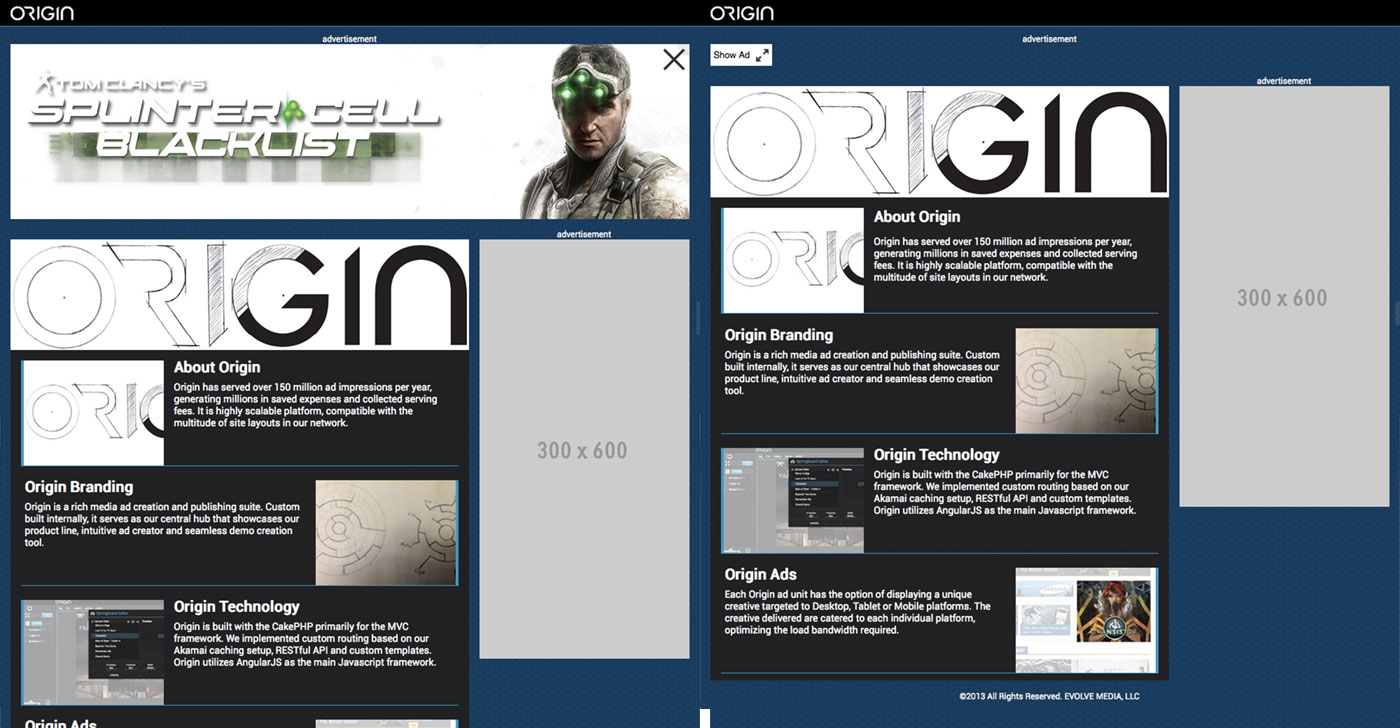 ORIGIN
advertisement
TOM CLANCY'S
SPLINTER CELL
BLACKLIST
advertisement
ORIGIN
About Origin
Origin has served over 150 million ad impressions per year,
generating millions in saved expenses and collected serving
fees. It is highly scalable platform, compatible with the
multitude of site layouts in our network.
Origin Branding
Origin is a rich media ad creation and publishing suite. Custom
built internally, it serves as our central hub that showcases our
product line, intuitive ad creator and seamless demo creation
tool.
Origin Technology
Origin is built with the CakePHP primarily for the MVC
framework. We implemented custom routing based on our
Akamai caching setup, RESTful API and custom templates.
Origin utilizes AngularJS as the main Javascript framework.
Origin Ads
300 x 600
ORIGIN
advertisement
Show Ad
advertisement
ORIGIN
About Origin
Origin has served over 150 million ad impressions per year,
generating millions in saved expenses and collected serving
fees. It is highly scalable platform, compatible with the
multitude of site layouts in our network.
Origin Branding
Origin is a rich media ad creation and publishing suite. Custom
built internally, it serves as our central hub that showcases our
product line, intuitive ad creator and seamless demo creation
tool.
Origin Technology
Origin is built with the CakePHP primarily for the MVC
framework. We implemented custom routing based on our
Akamai caching setup, RESTful API and custom templates.
Origin utilizes AngularJS as the main Javascript framework.
Origin Ads
Each Origin ad unit has the option of displaying a unique
creative targeted to Desktop, Tablet or Mobile platforms. The
creative delivered are catered to each individual platform,
optimizing the load bandwidth required.
300 x 600
©2013 All Rights Reserved. EVOLVE MEDIA, LLC